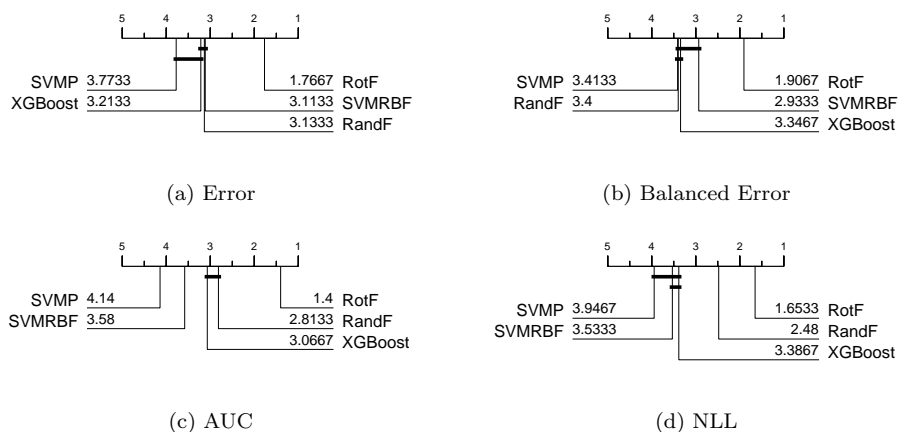 5 4 3 2 1
SVMP 3.7733 1.7667 RotF
XGBoost 3.2133 3.1133 SVMRBF
3.1333 RandF
(a) Error
5 4 3 2 1
SVMP 3.4133 1.9067 RotF
RandF 3.4 2.9333 SVMRBF
3.3467 XGBoost
(b) Balanced Error
5 4 3 2 1
SVMP 4.14 1.4 RotF
SVMRBF 3.58 2.8133 RandF
3.0667 XGBoost
(c) AUC
5 4 3 2 1
SVMP 3.9467 1.6533 RotF
SVMRBF 3.5333 2.48 RandF
3.3867 XGBoost
(d) NLL